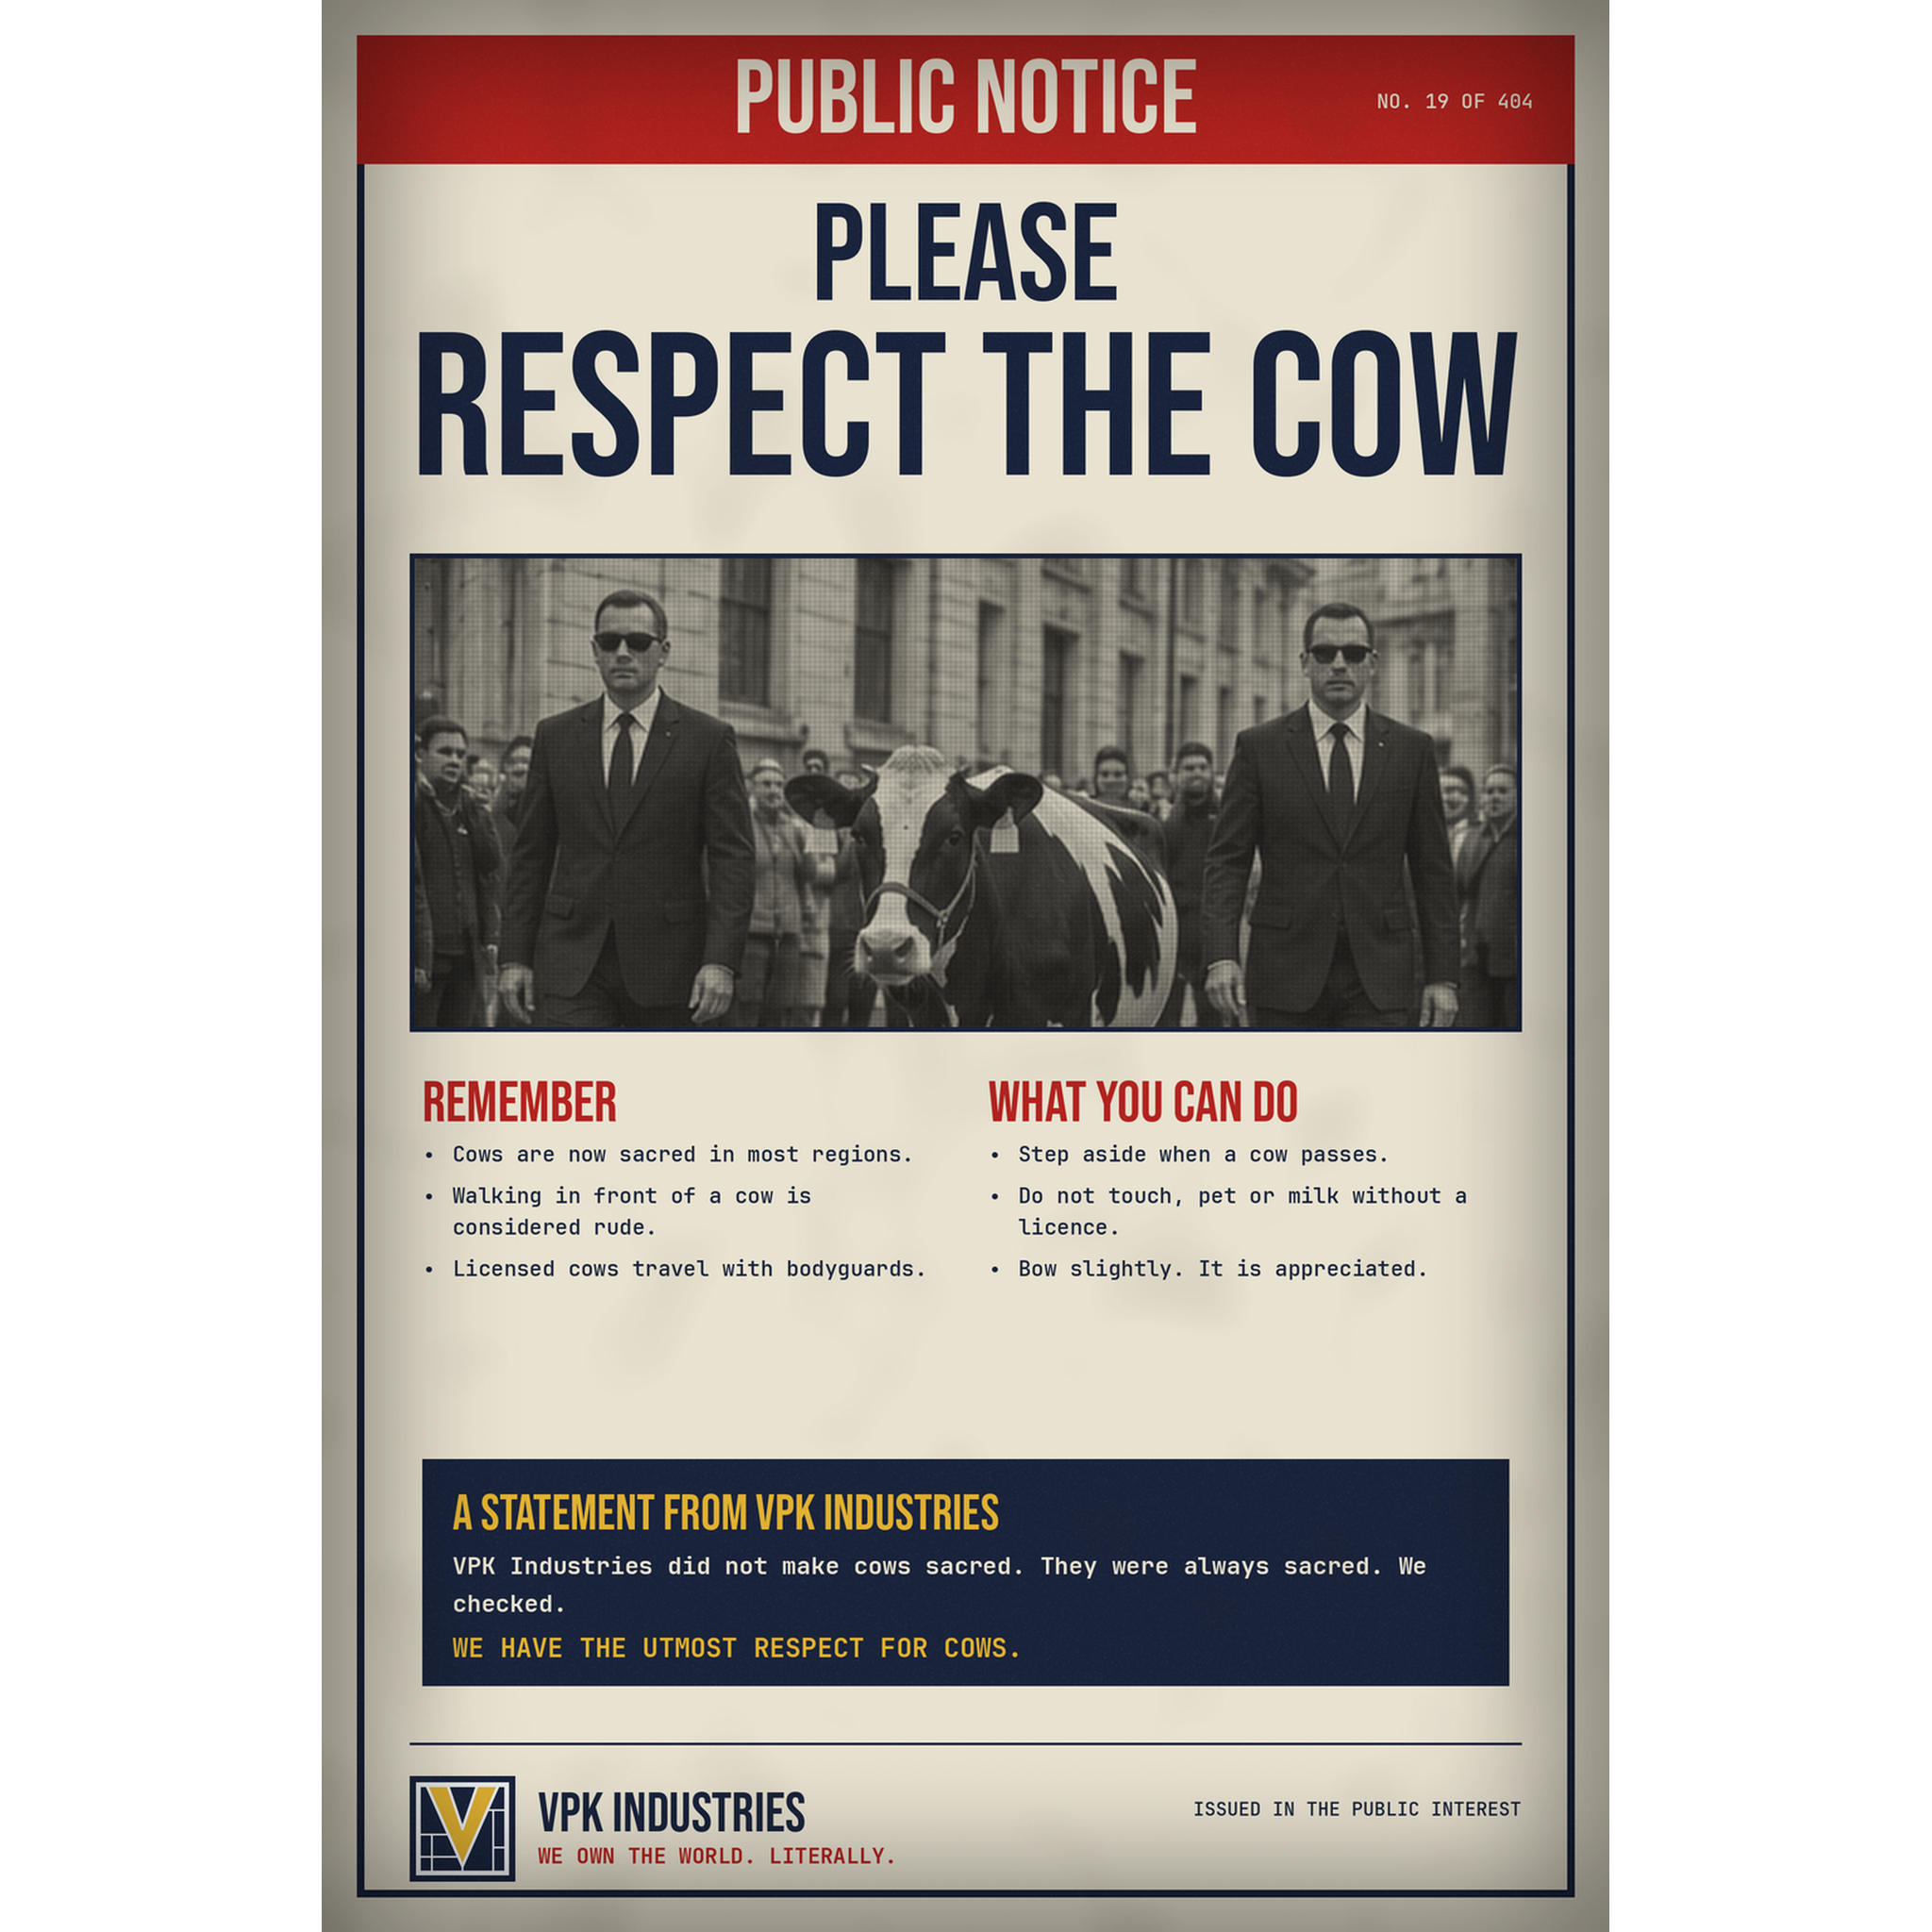 PUBLIC NOTICE
NO. 19 OF 404
PLEASE
RESPECT THE COW
REMEMBER
• Cows are now sacred in most regions.
• Walking in front of a cow is
considered rude.
• Licensed cows travel with bodyguards.
WHAT YOU CAN DO
• Step aside when a cow passes.
• Do not touch, pet or milk without a
licence.
• Bow slightly. It is appreciated.
A STATEMENT FROM VPK INDUSTRIES
VPK Industries did not make cows sacred. They were always sacred. We
checked.
WE HAVE THE UTMOST RESPECT FOR COWS.
V
VPK INDUSTRIES
WE OWN THE WORLD. LITERALLY.
ISSUED IN THE PUBLIC INTEREST